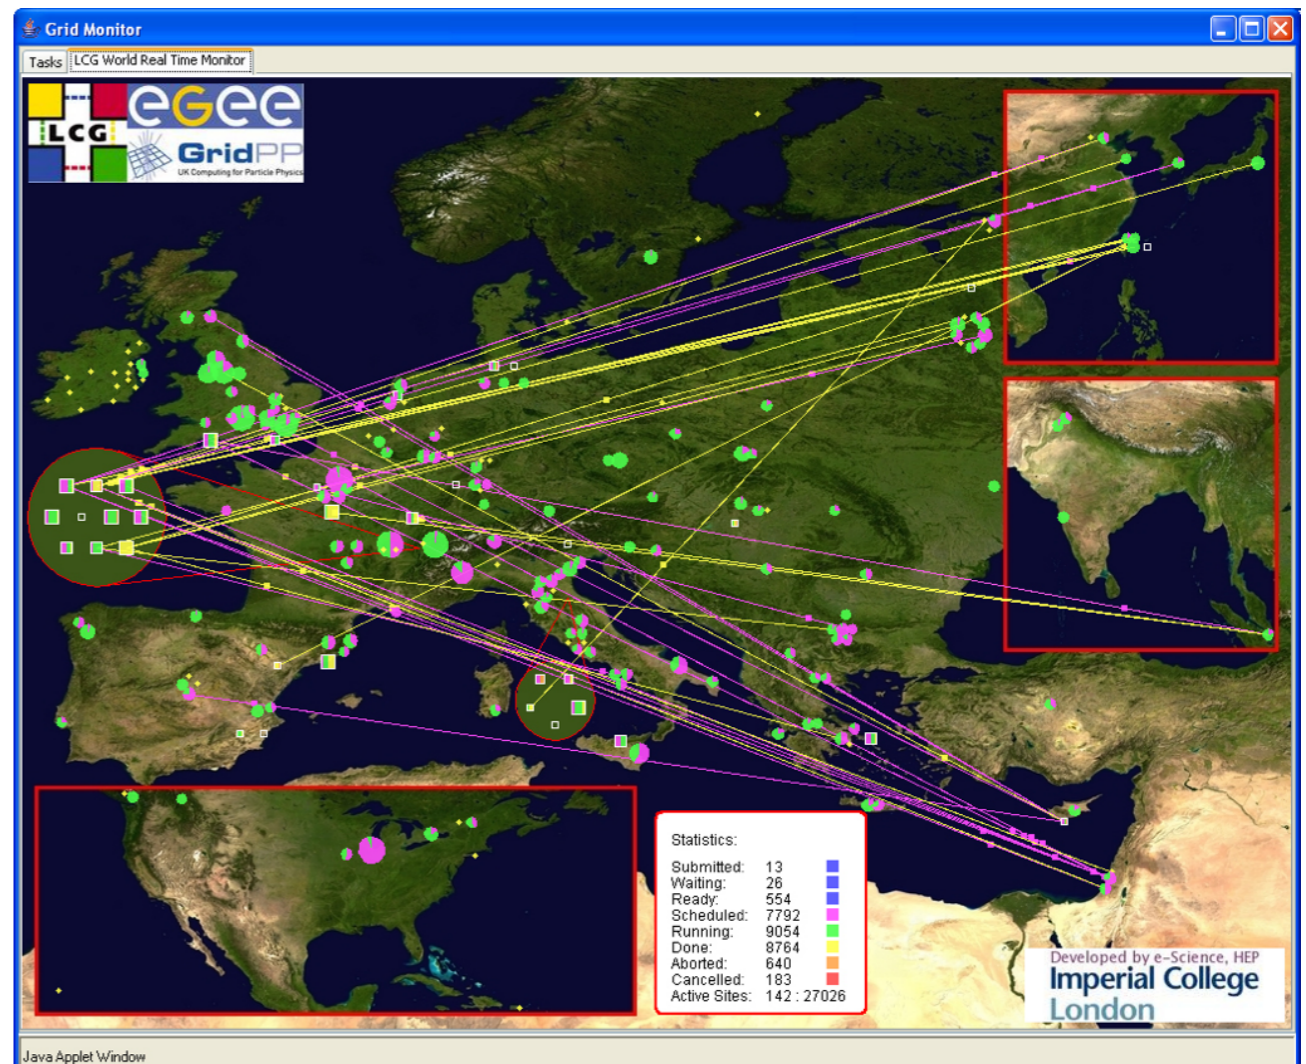 Grid Monitor
Tasks LCG World Real Time Monitor
LCG
eGee
GridPP
UK Computing for Particle Physics
Statistics:
Submitted: 13
Waiting: 26
Ready: 554
Scheduled: 7792
Running: 9054
Done: 8764
Aborted: 640
Cancelled: 183
Active Sites: 142 : 27026
Developed by e-Science, HEP
Imperial College
London
Java Applet Window